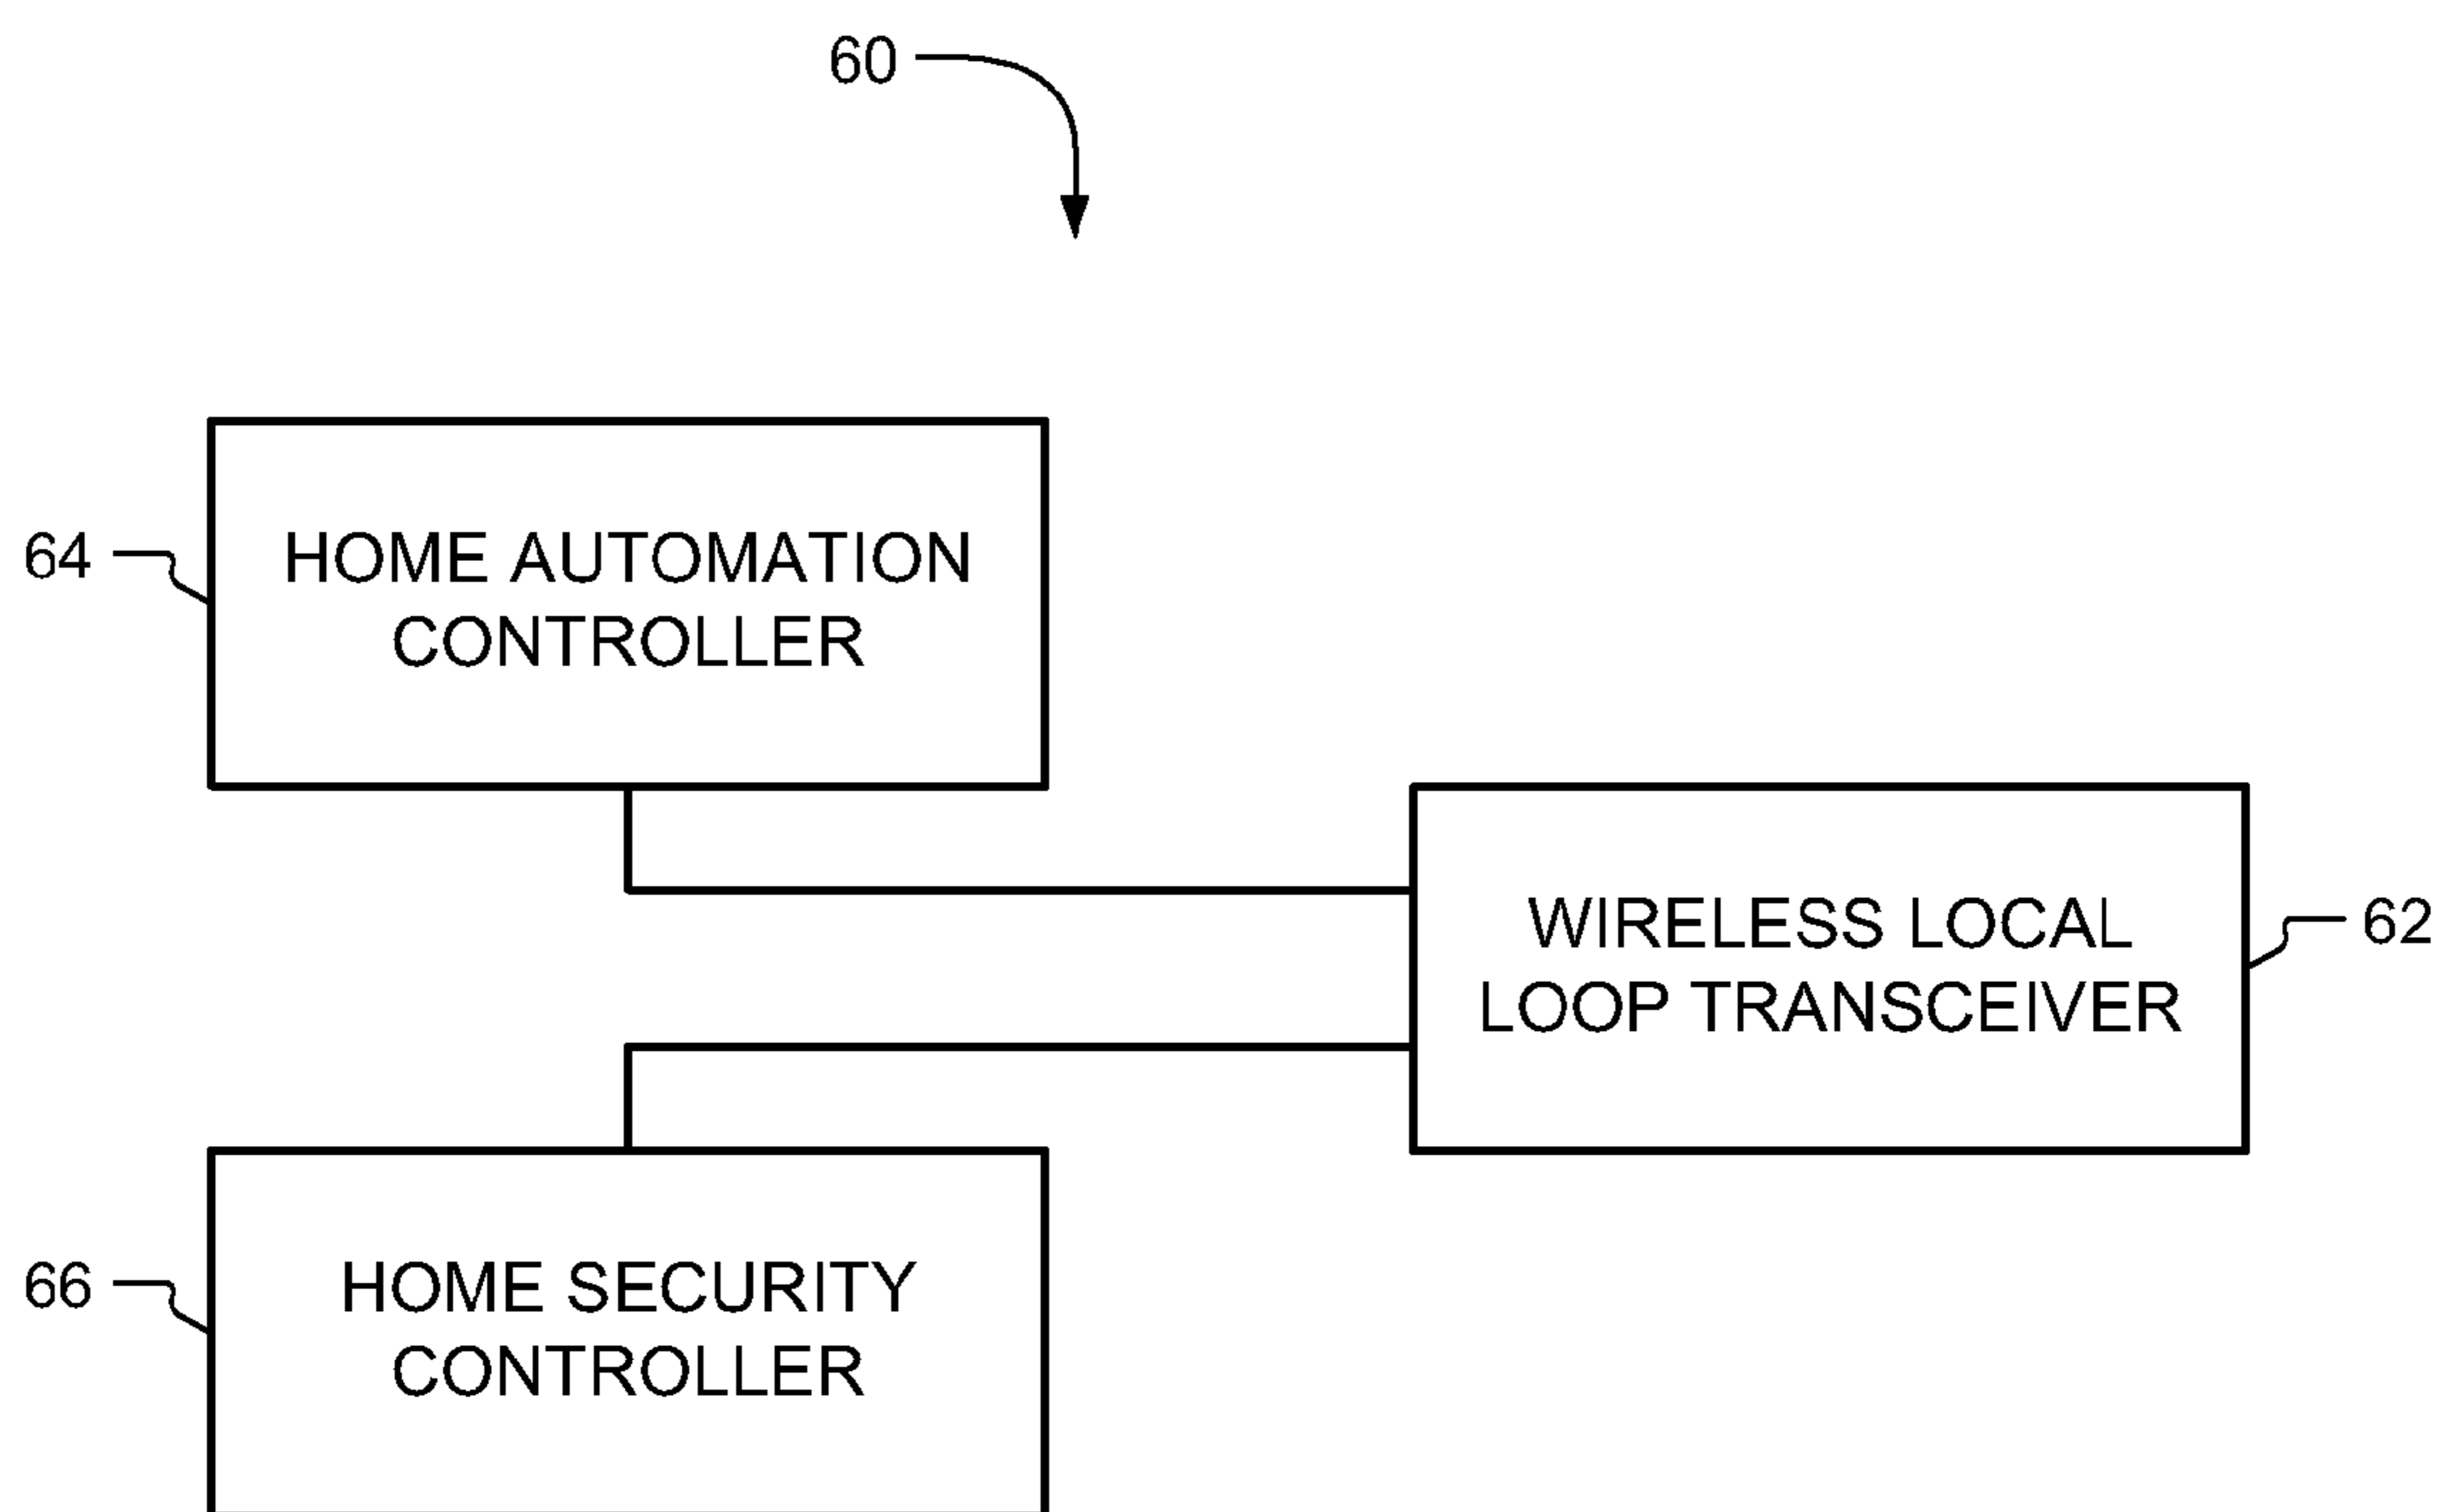 60
64
HOME AUTOMATION
CONTROLLER
WIRELESS LOCAL
LOOP TRANSCEIVER
62
66
HOME SECURITY
CONTROLLER